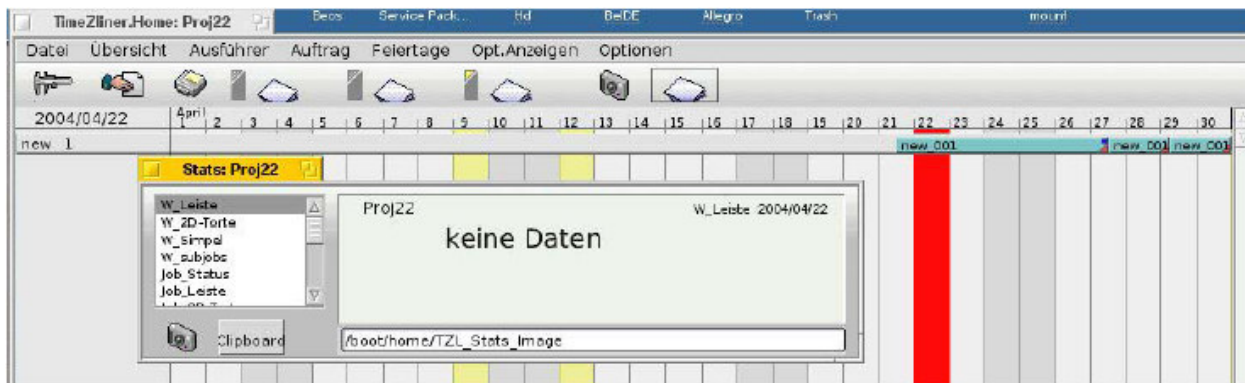 TimeZliner.Home: Proj22
Beos Service Pack... Hd BeIDE Allegro Trash mount
Datei Übersicht Ausführer Auftrag Feiertage Opt.Anzeigen Optionen
2004/04/22
April
1 2 3 4 5 6 7 8 9 10 11 12 13 14 15 16 17 18 19 20 21 22 23 24 25 26 27 28 29 30
new 1
new_001 new_001 new_001
Stats: Proj22
W_Leiste
W_2D-Torte
W_Simpel
W_subjobs
Job_Status
Job_Leiste
Proj22
W_Leiste 2004/04/22
keine Daten
Clipboard
/boot/home/TZL_Stats_Image